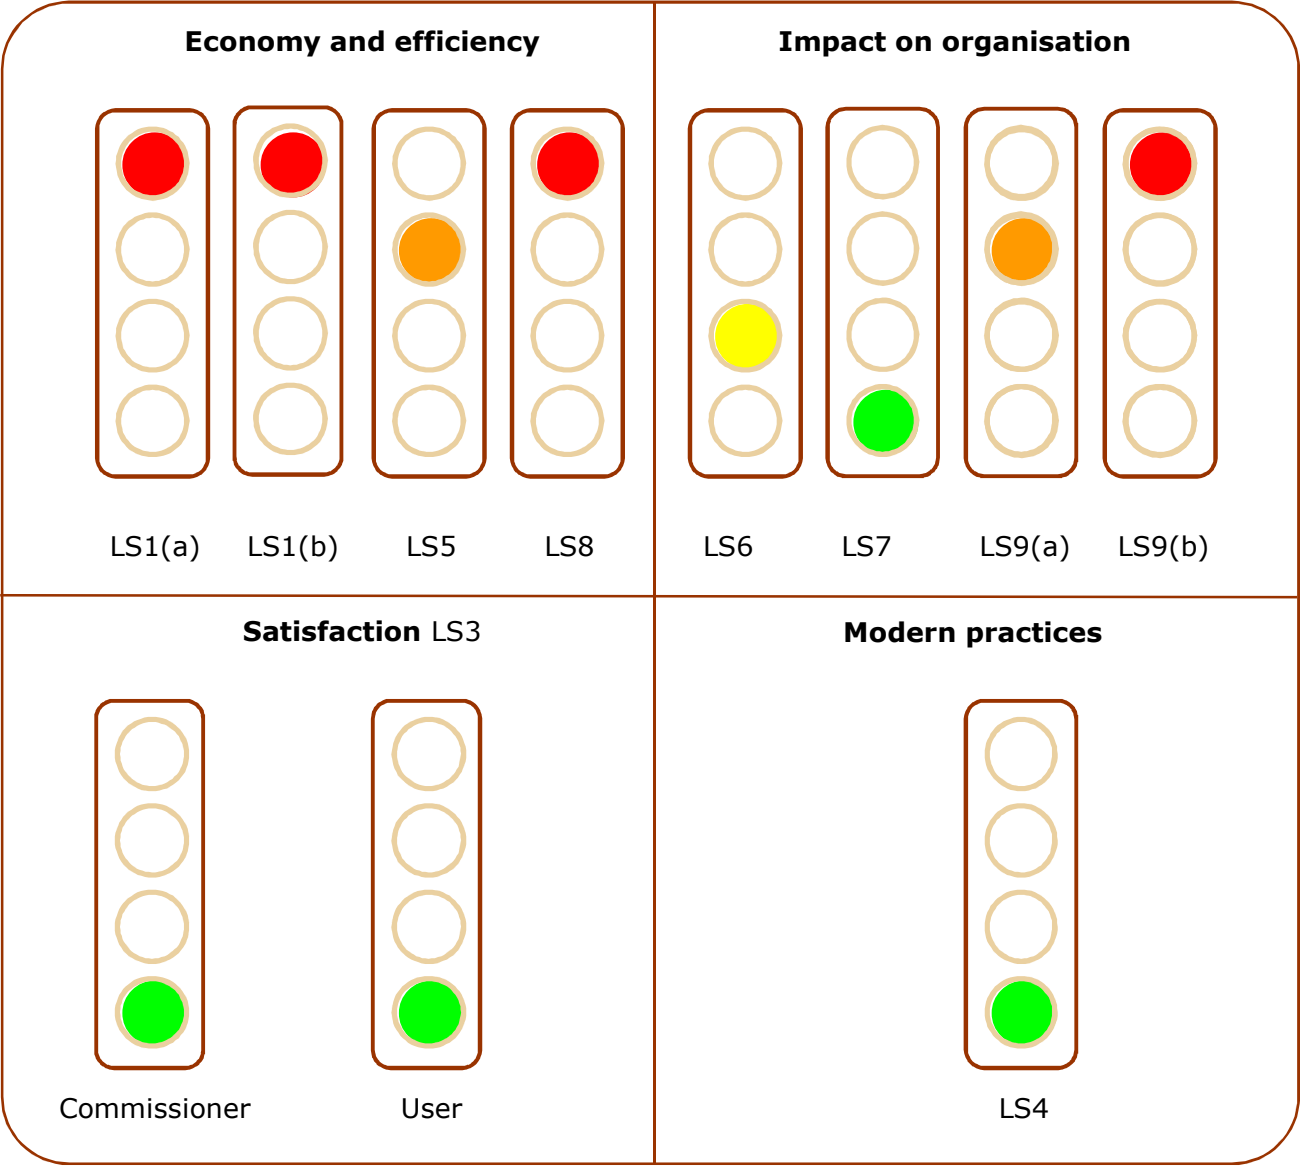 Economy and efficiency
Impact on organisation
LS1(a) LS1(b) LS5 LS8
LS6 LS7 LS9(a) LS9(b)
Satisfaction LS3
Modern practices
Commissioner User
LS4